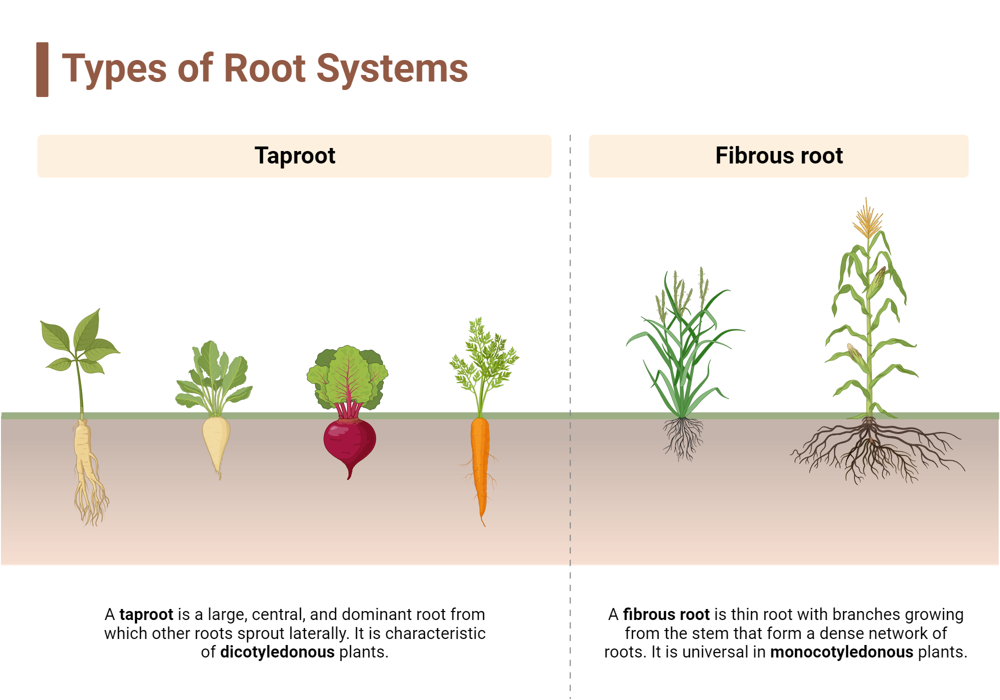 Types of Root Systems
Taproot
Fibrous root
A taproot is a large, central, and dominant root from
which other roots sprout laterally. It is characteristic
of dicotyledonous plants.
A fibrous root is thin root with branches growing
from the stem that form a dense network of
roots. It is universal in monocotyledonous plants.